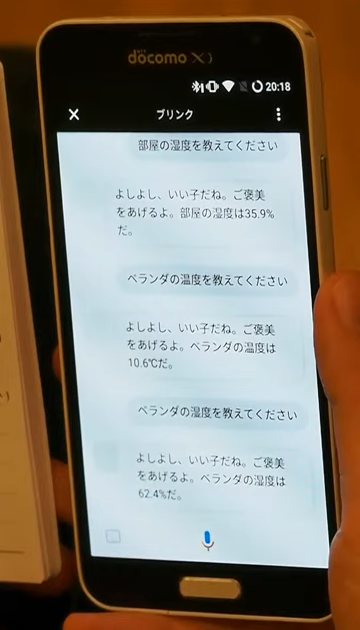 docomo Xi
20:18
ブリンク
部屋の湿度を教えてください
よしよし、いい子だね。ご褒美
をあげるよ。部屋の湿度は35.9%
だ。
ベランダの温度を教えてください
よしよし、いい子だね。ご褒美
をあげるよ。ベランダの温度は
10.6℃だ。
ベランダの湿度を教えてください
よしよし、いい子だね。ご褒美
をあげるよ。ベランダの湿度は
62.4%だ。